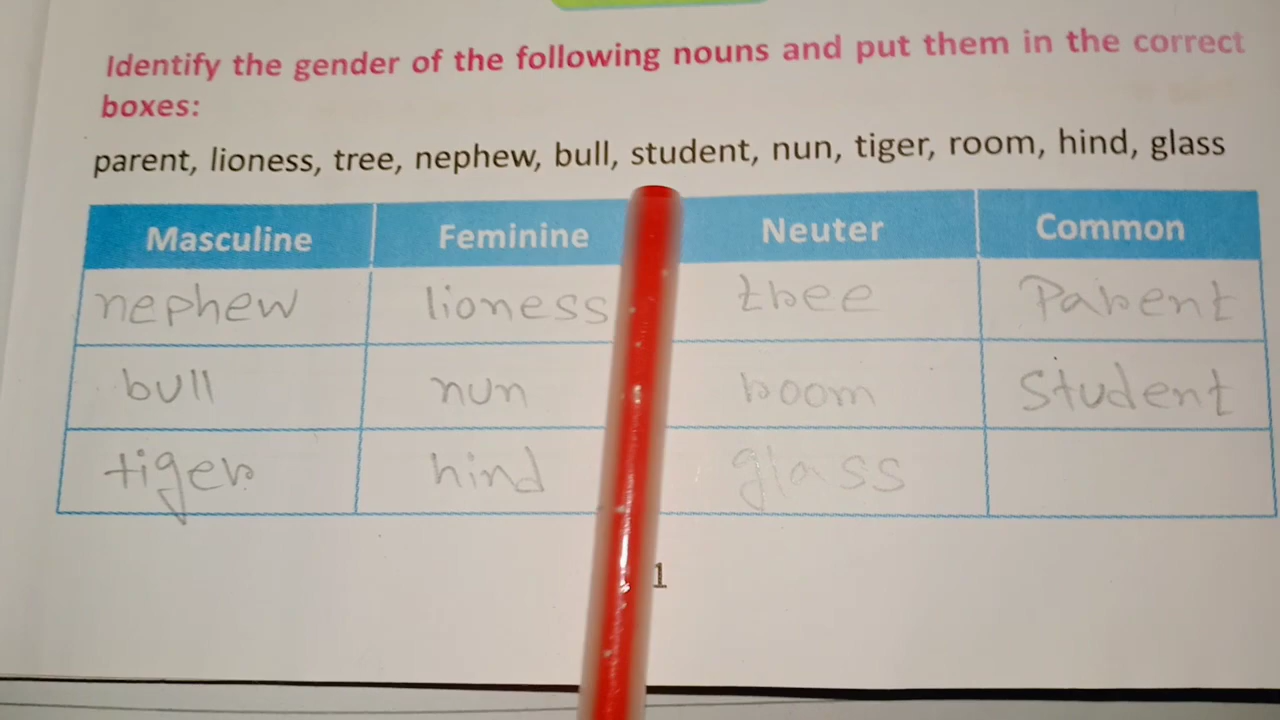 Identify the gender of the following nouns and put them in the correct
boxes:
parent, lioness, tree, nephew, bull, student, nun, tiger, room, hind, glass
Masculine Feminine Neuter Common
nephew lioness tree Parent
bull nun room Student
tiger hind glass
1